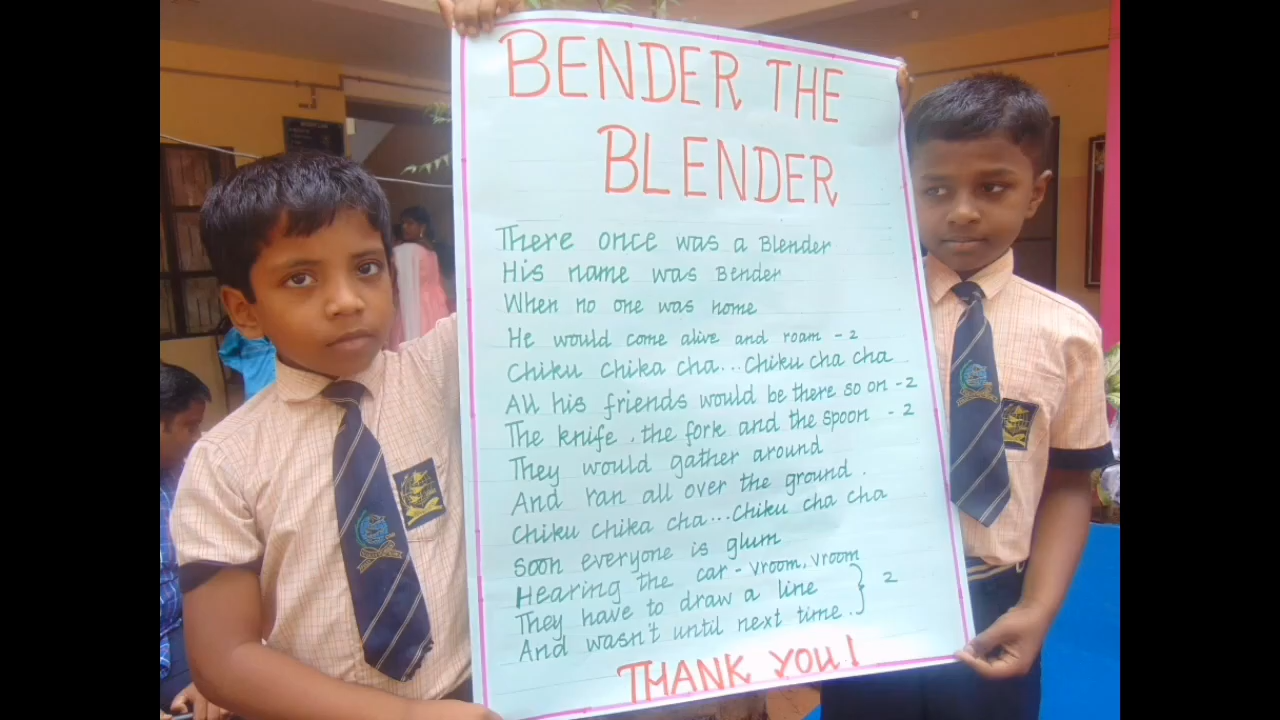 BENDER THE
BLENDER
There once was a Blender
His name was Bender
When no one was home
He would come alive and roam - 2
Chiku chika cha... Chiku cha cha
All his friends would be there so on - 2
The knife, the fork and the spoon - 2
They would gather around
And ran all over the ground.
Chiku chika cha... Chiku cha cha
Soon everyone is glum
Hearing the car - vroom, vroom
They have to draw a line
And wasn't until next time. } 2
THANK YOU!